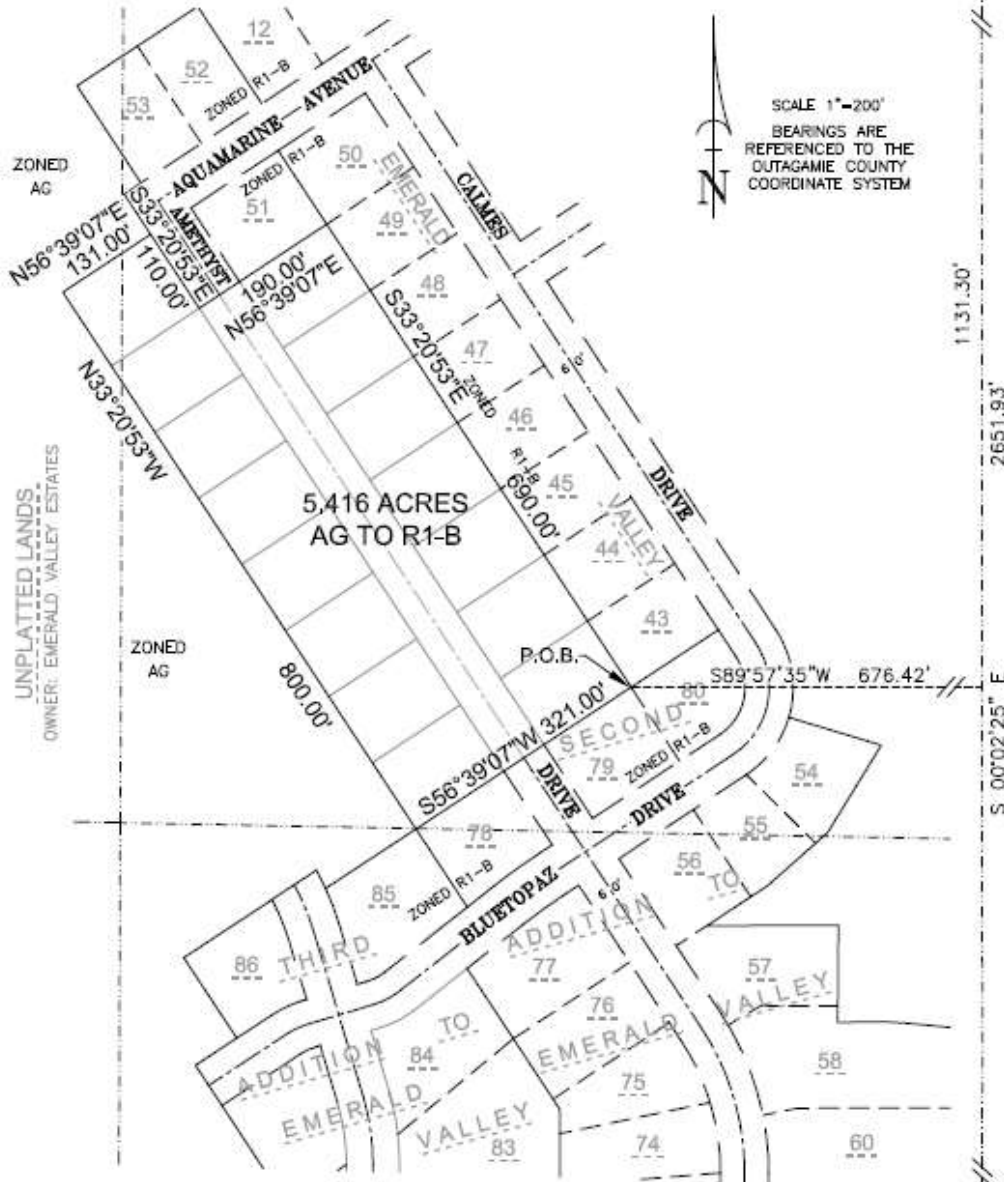 12
52
53
ZONED R1-B
AQUAMARINE AVENUE
SCALE 1"=200'
BEARINGS ARE
REFERENCED TO THE
OUTAGAMIE COUNTY
COORDINATE SYSTEM
N
ZONED
AG
N56°39'07"E
131.00'
S33°20'53"E
110.00'
AMETHYST
ZONED R1-B
50
51
190.00'
N56°39'07"E
EMERALD
CALMES
49
48
47
46
45
44
43
S33°20'53"E
690.00'
ZONED
R1-B
6.0'
DRIVE
VALLEY
1131.30'
2651.93'
S 00°02'25" E
N33°20'53"W
800.00'
5.416 ACRES
AG TO R1-B
UNPLATTED LANDS
OWNER: EMERALD VALLEY ESTATES
ZONED
AG
P.O.B.
S89°57'35"W 676.42'
80
S56°39'07"W 321.00'
SECOND
79
ZONED R1-B
DRIVE
DRIVE
54
55
56
78
85
ZONED R1-B
BLUETOPAZ
6.0'
TO
ADDITION
86
THIRD
77
57
VALLEY
76
TO
EMERALD
84
ADDITION
58
75
EMERALD
VALLEY
83
74
60